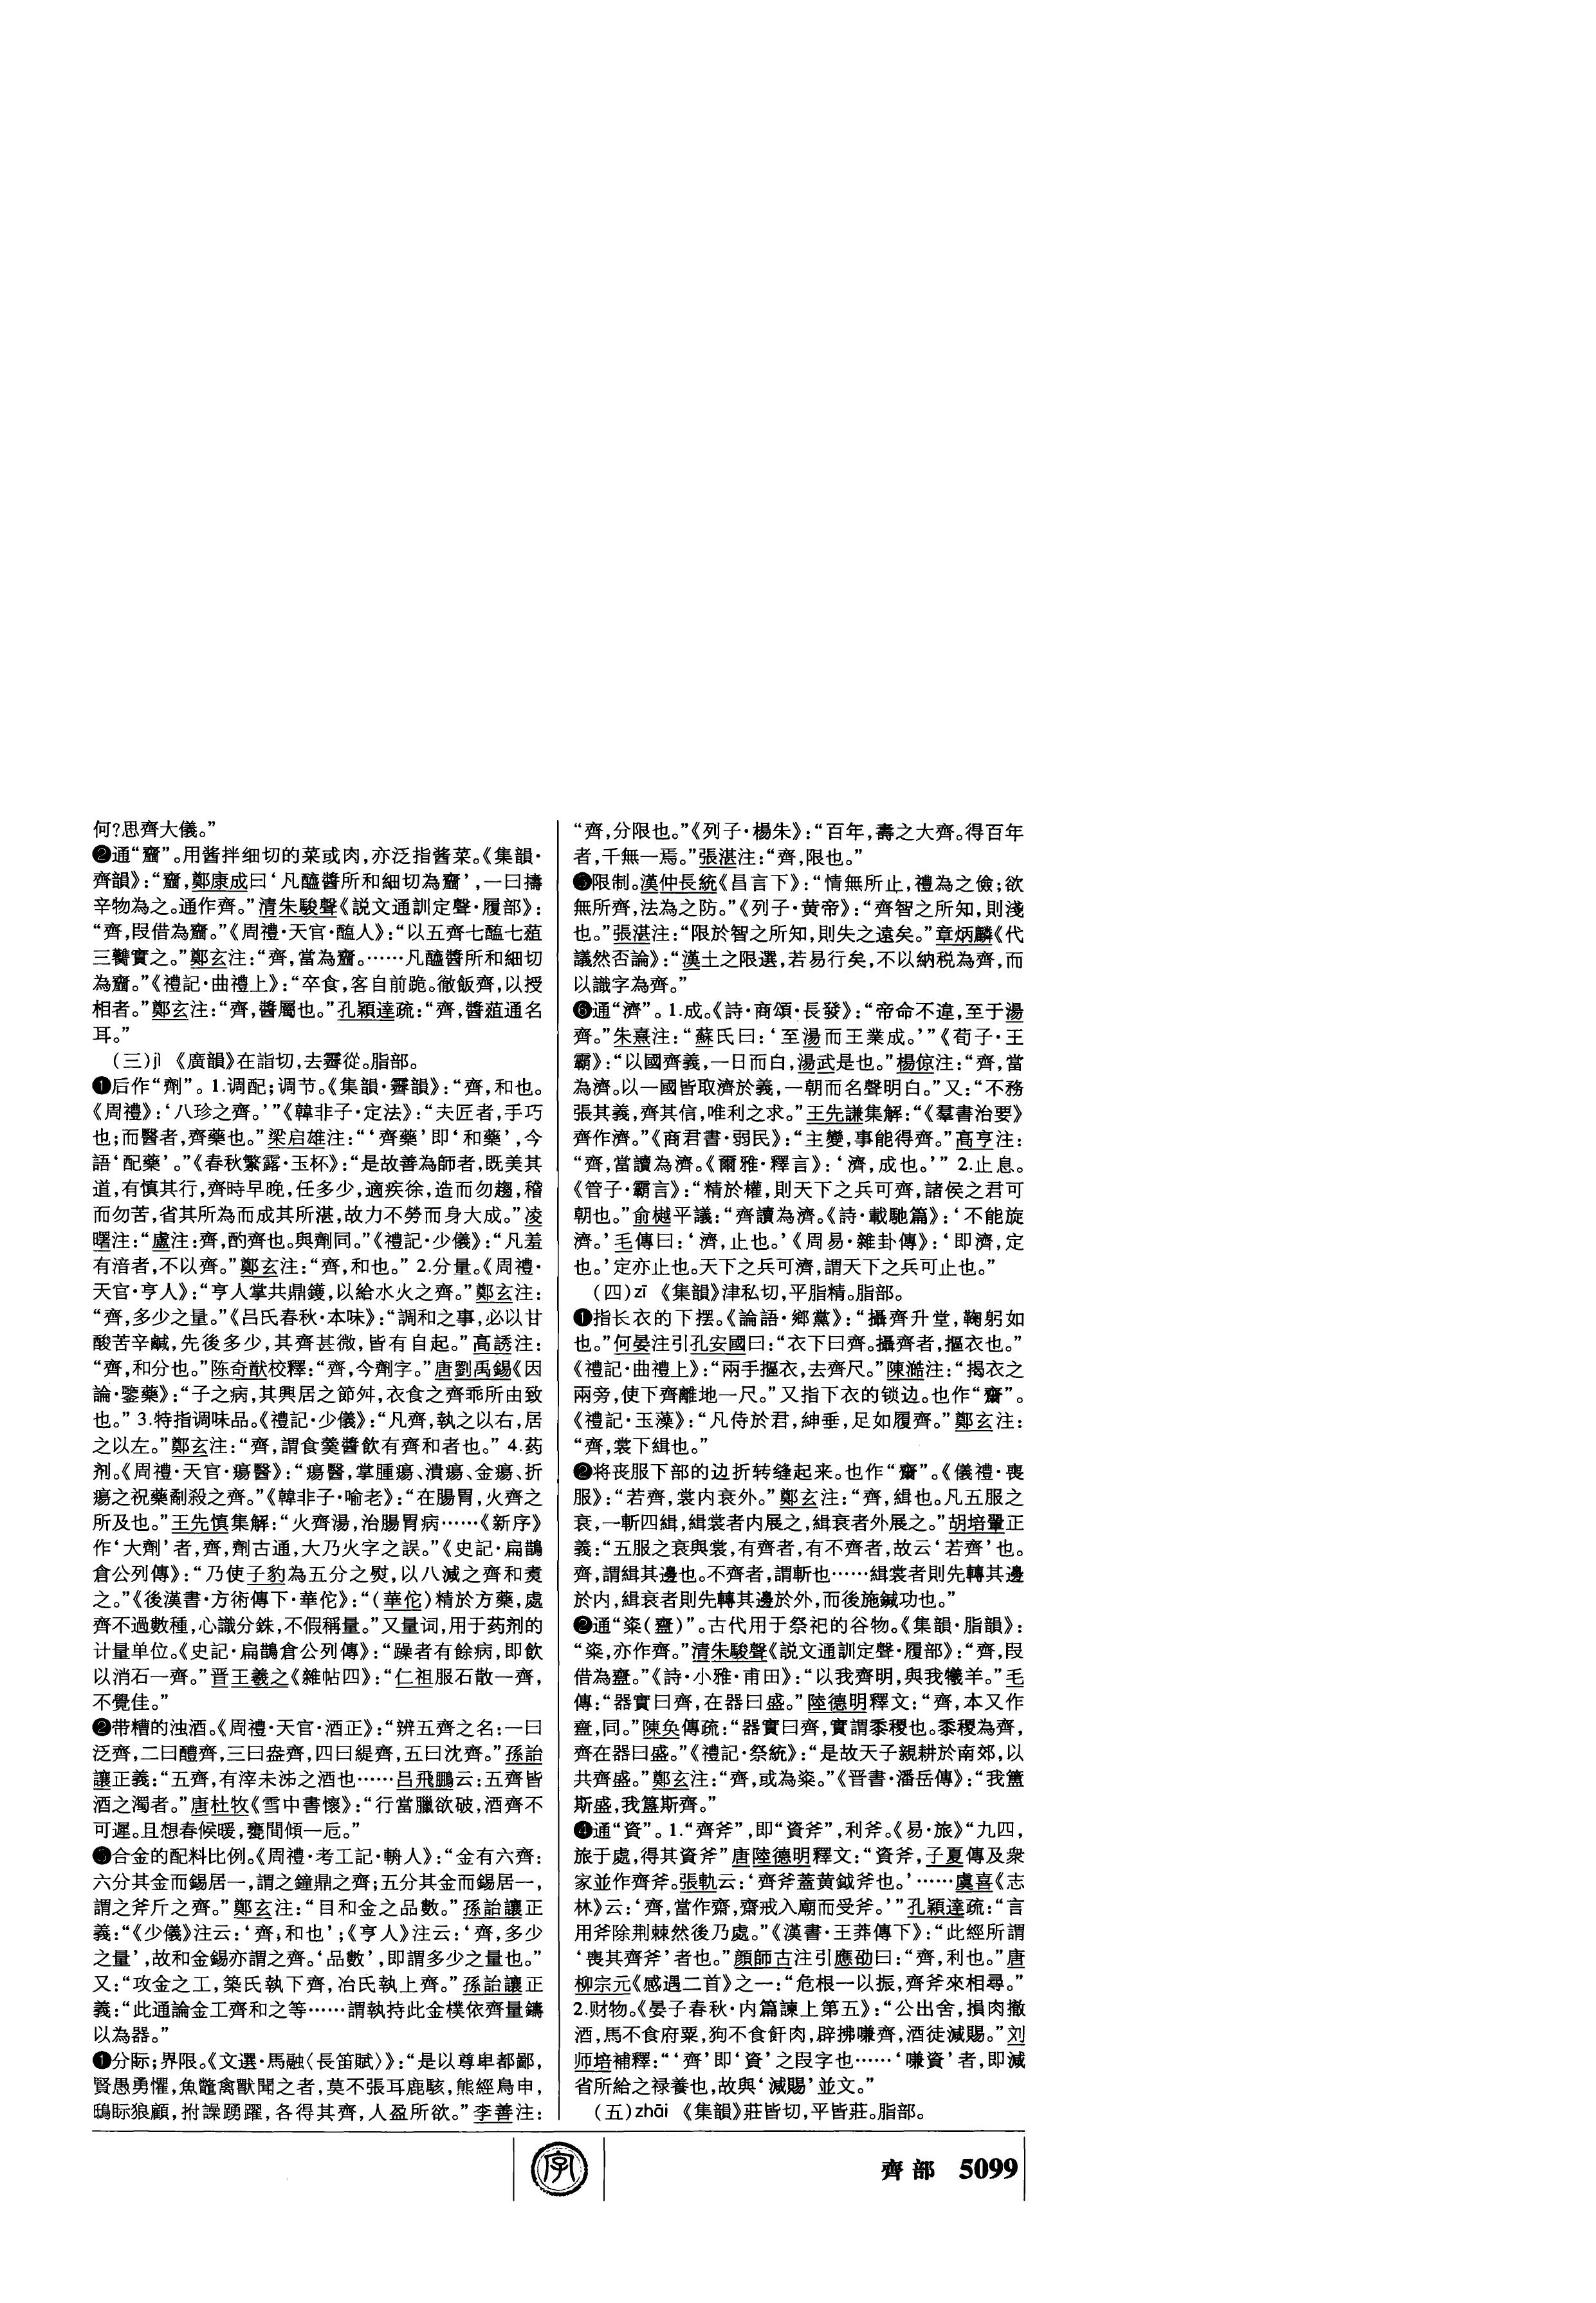 何?思齊大儀。”
❷通“齏”。用酱拌细切的菜或肉,亦泛指酱菜。《集韻·
齊韻》:“齏,鄭康成曰‘凡醯醬所和細切為齏’,一曰擣
辛物為之。通作齊。”清朱駿聲《説文通訓定聲·履部》:
“齊,叚借為齏。”《周禮·天官·醢人》:“以五齊七醢七菹
三臡實之。”鄭玄注:“齊,當為齏。……凡醯醬所和細切
為齏。”《禮記·曲禮上》:“卒食,客自前跪。徹飯齊,以授
相者。”鄭玄注:“齊,醬屬也。”孔穎達疏:“齊,醬菹通名
耳。”
(三)jì 《廣韻》在詣切,去霽從。脂部。
❶后作“劑”。1.调配;调节。《集韻·霽韻》:“齊,和也。
《周禮》:‘八珍之齊。’”《韓非子·定法》:“夫匠者,手巧
也;而醫者,齊藥也。”梁启雄注:“‘齊藥’即‘和藥’,今
語‘配藥’。”《春秋繁露·玉杯》:“是故善為師者,既美其
道,有慎其行,齊時早晚,任多少,適疾徐,造而勿趨,稽
而勿苦,省其所為而成其所湛,故力不勞而身大成。”凌
曙注:“盧注:齊,酌齊也。與劑同。”《禮記·少儀》:“凡羞
有湆者,不以齊。”鄭玄注:“齊,和也。” 2.分量。《周禮·
天官·亨人》:“亨人掌共鼎鑊,以給水火之齊。”鄭玄注:
“齊,多少之量。”《吕氏春秋·本味》:“調和之事,必以甘
酸苦辛鹹,先後多少,其齊甚微,皆有自起。”高誘注:
“齊,和分也。”陈奇猷校釋:“齊,今劑字。”唐劉禹錫《因
論·鑒藥》:“子之病,其興居之節舛,衣食之齊乖所由致
也。” 3.特指调味品。《禮記·少儀》:“凡齊,執之以右,居
之以左。”鄭玄注:“齊,謂食羹醬飲有齊和者也。” 4.药
剂。《周禮·天官·瘍醫》:“瘍醫,掌腫瘍、潰瘍、金瘍、折
瘍之祝藥劀殺之齊。”《韓非子·喻老》:“在腸胃,火齊之
所及也。”王先慎集解:“火齊湯,治腸胃病……《新序》
作‘大劑’者,齊,劑古通,大乃火字之誤。”《史記·扁鵲
倉公列傳》:“乃使子豹為五分之熨,以八減之齊和煑
之。”《後漢書·方術傳下·華佗》:“(華佗)精於方藥,處
齊不過數種,心識分銖,不假稱量。”又量词,用于药剂的
计量单位。《史記·扁鵲倉公列傳》:“躁者有餘病,即飲
以消石一齊。”晋王羲之《雜帖四》:“仁祖服石散一齊,
不覺佳。”
❷带糟的浊酒。《周禮·天官·酒正》:“辨五齊之名:一曰
泛齊,二曰醴齊,三曰盎齊,四曰緹齊,五曰沈齊。”孫詒
讓正義:“五齊,有滓未泲之酒也……吕飛鵬云:五齊皆
酒之濁者。”唐杜牧《雪中書懷》:“行當臘欲破,酒齊不
可遲。且想春候暖,甕間傾一卮。”
❸合金的配料比例。《周禮·考工記·輈人》:“金有六齊:
六分其金而錫居一,謂之鐘鼎之齊;五分其金而錫居一,
謂之斧斤之齊。”鄭玄注:“目和金之品數。”孫詒讓正
義:“《少儀》注云:‘齊,和也’;《亨人》注云:‘齊,多少
之量’,故和金錫亦謂之齊。‘品數’,即謂多少之量也。”
又:“攻金之工,築氏執下齊,冶氏執上齊。”孫詒讓正
義:“此通論金工齊和之等……謂執持此金樸依齊量鑄
以為器。”
❶分际;界限。《文選·馬融〈長笛賦〉》:“是以尊卑都鄙,
賢愚勇懼,魚鼈禽獸聞之者,莫不張耳鹿駭,熊經鳥申,
鴟眎狼顧,拊譟踴躍,各得其齊,人盈所欲。”李善注:
“齊,分限也。”《列子·楊朱》:“百年,壽之大齊。得百年
者,千無一焉。”張湛注:“齊,限也。”
❺限制。漢仲長統《昌言下》:“情無所止,禮為之儉;欲
無所齊,法為之防。”《列子·黄帝》:“齊智之所知,則淺
也。”張湛注:“限於智之所知,則失之遠矣。”章炳麟《代
議然否論》:“漢土之限選,若易行矣,不以納税為齊,而
以識字為齊。”
❻通“濟”。1.成。《詩·商頌·長發》:“帝命不違,至于湯
齊。”朱熹注:“蘇氏曰:‘至湯而王業成。’”《荀子·王
霸》:“以國齊義,一日而白,湯武是也。”楊倞注:“齊,當
為濟。以一國皆取濟於義,一朝而名聲明白。”又:“不務
張其義,齊其信,唯利之求。”王先謙集解:“《羣書治要》
齊作濟。”《商君書·弱民》:“主變,事能得齊。”高亨注:
“齊,當讀為濟。《爾雅·釋言》:‘濟,成也。’” 2.止息。
《管子·霸言》:“精於權,則天下之兵可齊,諸侯之君可
朝也。”俞樾平議:“齊讀為濟。《詩·載馳篇》:‘不能旋
濟。’毛傳曰:‘濟,止也。’《周易·雜卦傳》:‘即濟,定
也。’定亦止也。天下之兵可濟,謂天下之兵可止也。”
(四)zī 《集韻》津私切,平脂精。脂部。
❶指长衣的下摆。《論語·鄉黨》:“攝齊升堂,鞠躬如
也。”何晏注引孔安國曰:“衣下曰齊。攝齊者,摳衣也。”
《禮記·曲禮上》:“兩手摳衣,去齊尺。”陳澔注:“揭衣之
兩旁,使下齊離地一尺。”又指下衣的锁边。也作“齌”。
《禮記·玉藻》:“凡侍於君,紳垂,足如履齊。”鄭玄注:
“齊,裳下緝也。”
❷将丧服下部的边折转缝起来。也作“齌”。《儀禮·喪
服》:“若齊,裳内衰外。”鄭玄注:“齊,緝也。凡五服之
衰,一斬四緝,緝裳者内展之,緝衰者外展之。”胡培翬正
義:“五服之衰與裳,有齊者,有不齊者,故云‘若齊’也。
齊,謂緝其邊也。不齊者,謂斬也……緝裳者則先轉其邊
於内,緝衰者則先轉其邊於外,而後施鍼功也。”
❷通“粢(齍)”。古代用于祭祀的谷物。《集韻·脂韻》:
“粢,亦作齊。”清朱駿聲《説文通訓定聲·履部》:“齊,叚
借為齍。”《詩·小雅·甫田》:“以我齊明,與我犧羊。”毛
傳:“器實曰齊,在器曰盛。”陸德明釋文:“齊,本又作
齍,同。”陳奂傳疏:“器實曰齊,實謂黍稷也。黍稷為齊,
齊在器曰盛。”《禮記·祭統》:“是故天子親耕於南郊,以
共齊盛。”鄭玄注:“齊,或為粢。”《晋書·潘岳傳》:“我簠
斯盛,我簋斯齊。”
❹通“資”。1.“齊斧”,即“資斧”,利斧。《易·旅》“九四,
旅于處,得其資斧”唐陸德明釋文:“資斧,子夏傳及衆
家並作齊斧。張軌云:‘齊斧蓋黄鉞斧也。’……虞喜《志
林》云:‘齊,當作齋,齋戒入廟而受斧。’”孔穎達疏:“言
用斧除荆棘然後乃處。”《漢書·王莽傳下》:“此經所謂
‘喪其齊斧’者也。”顔師古注引應劭曰:“齊,利也。”唐
柳宗元《感遇二首》之一:“危根一以振,齊斧來相尋。”
2.财物。《晏子春秋·内篇諫上第五》:“公出舍,損肉撤
酒,馬不食府粟,狗不食飦肉,辟拂嗛齊,酒徒減賜。”刘
师培補釋:“‘齊’即‘資’之叚字也……‘嗛資’者,即減
省所給之禄養也,故與‘減賜’並文。”
(五)zhāi 《集韻》莊皆切,平皆莊。脂部。
字
齊部 5099